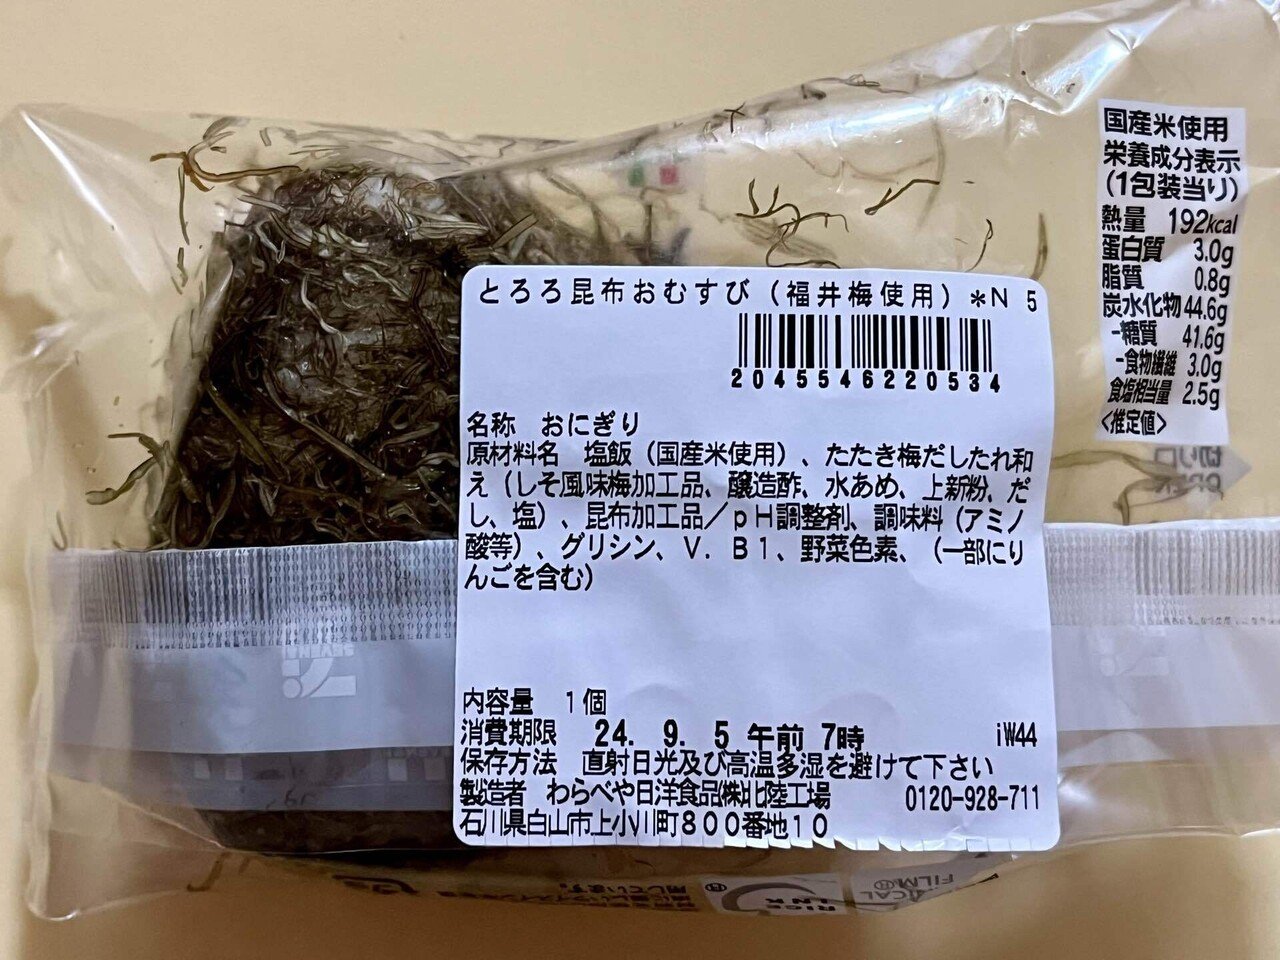 国産米使用
栄養成分表示
(1包装当り)
熱量 192kcal
蛋白質 3.0g
脂質 0.8g
炭水化物 44.6g
-糖質 41.6g
-食物繊維 3.0g
食塩相当量 2.5g
<推定値>
とろろ昆布おむすび(福井梅使用)*N 5
2045546220534
名称 おにぎり
原材料名 塩飯(国産米使用)、たたき梅だしたれ和
え(しそ風味梅加工品、醸造酢、水あめ、上新粉、だ
し、塩)、昆布加工品/pH調整剤、調味料(アミノ
酸等)、グリシン、V.B1、野菜色素、(一部にり
んごを含む)
内容量 1個
消費期限 24. 9. 5 午前 7時 iW44
保存方法 直射日光及び高温多湿を避けて下さい
製造者 わらべや日洋食品㈱北陸工場 0120-928-711
石川県白山市上小川町800番地10